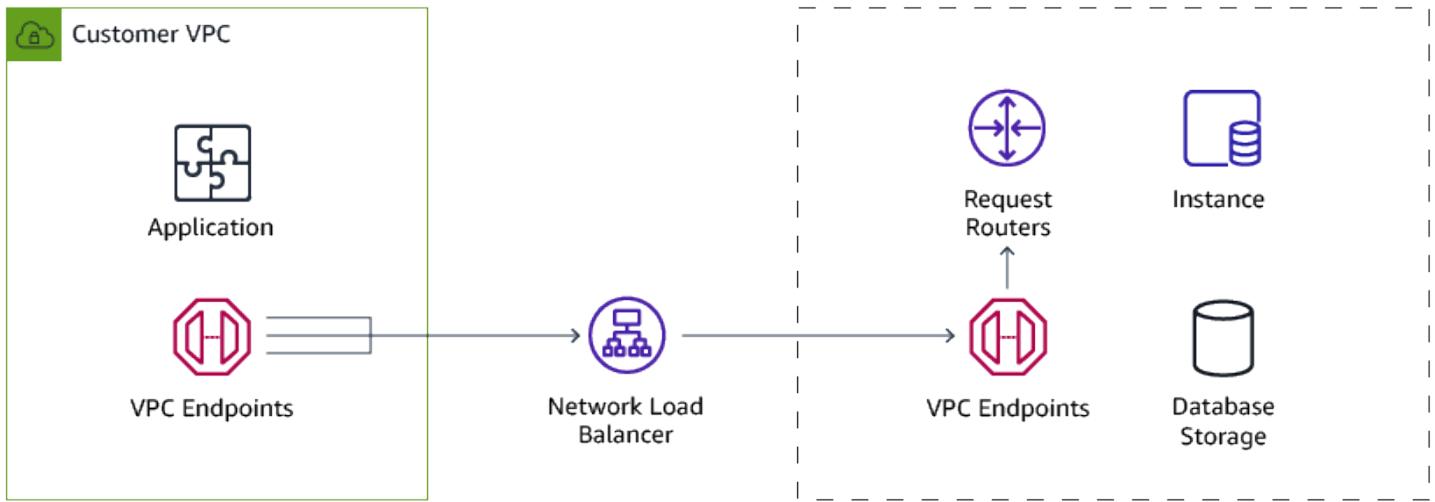 Customer VPC
Application
VPC Endpoints
Network Load
Balancer
Request
Routers
Instance
VPC Endpoints
Database
Storage